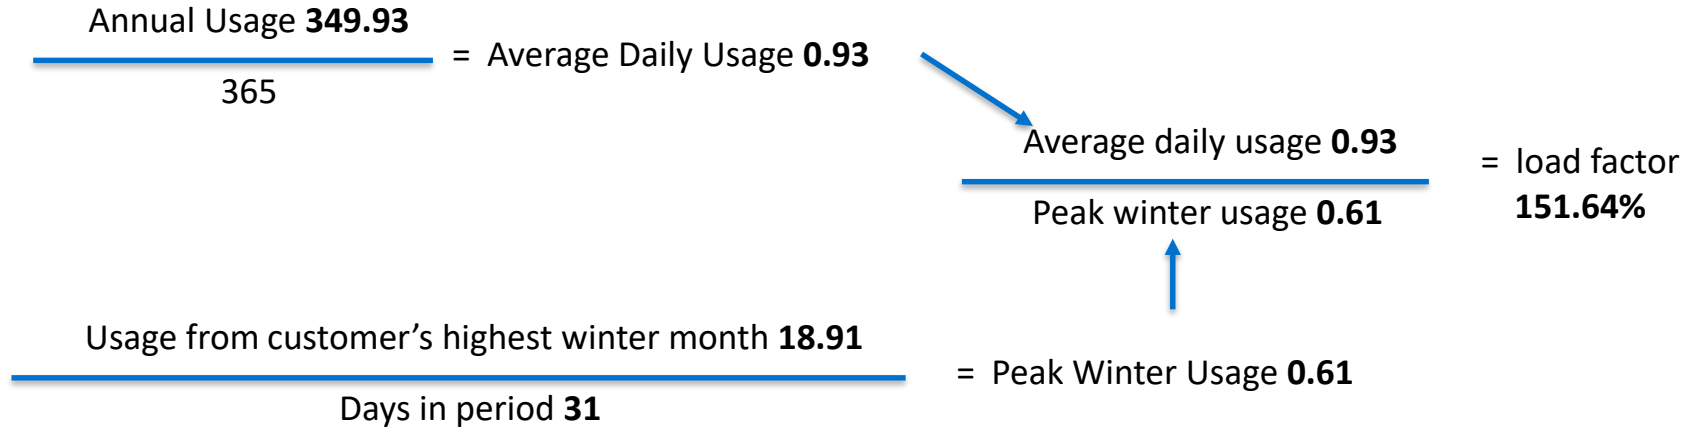 Annual Usage 349.93
365
= Average Daily Usage 0.93
Average daily usage 0.93
Peak winter usage 0.61
= load factor
151.64%
Usage from customer’s highest winter month 18.91
Days in period 31
= Peak Winter Usage 0.61